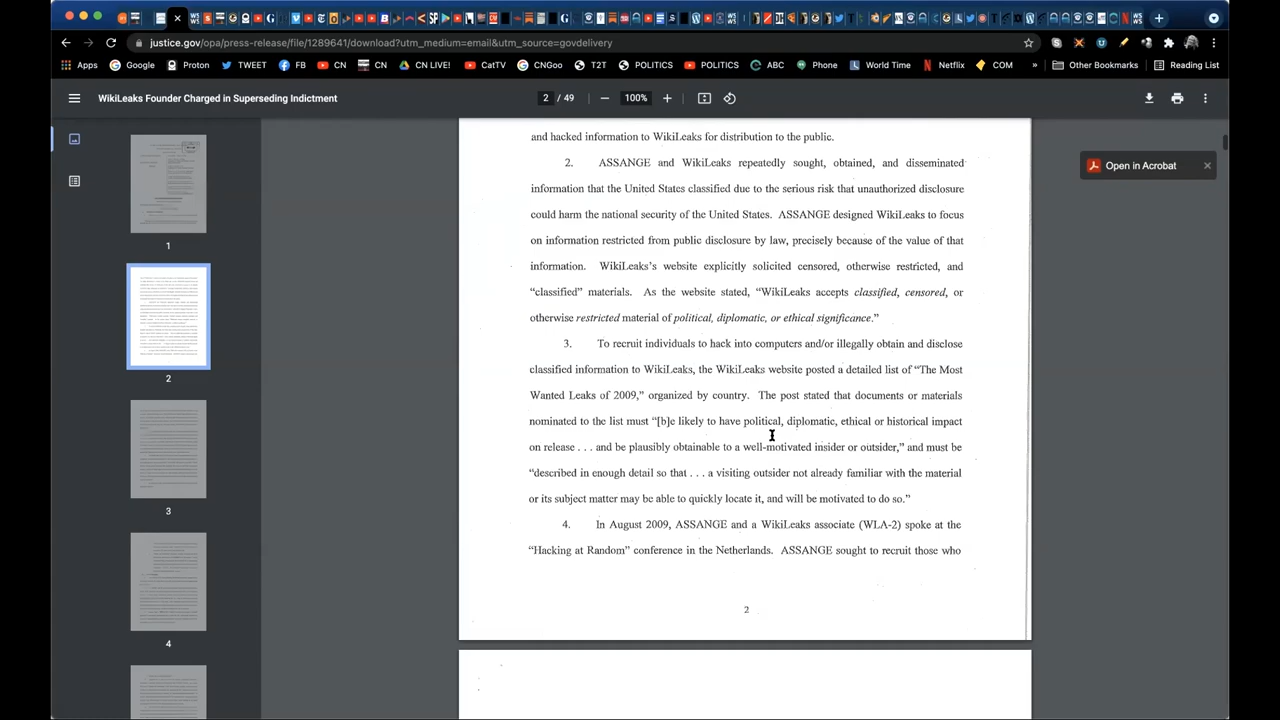 justice.gov/opa/press-release/file/1289641/download?utm_medium=email&utm_source=govdelivery
Apps Google Proton TWEET FB CN CN CN LIVE! CatTV CNGoo T2T POLITICS POLITICS ABC Phone World Time Netflix COM » Other Bookmarks Reading List
WikiLeaks Founder Charged in Superseding Indictment 2 / 49 — 100% +
Open in Acrobat
and hacked information to WikiLeaks for distribution to the public.
2. ASSANGE and WikiLeaks repeatedly sought, obtained, and disseminated
information that the United States classified due to the serious risk that unauthorized disclosure
could harm the national security of the United States. ASSANGE designed WikiLeaks to focus
on information restricted from public disclosure by law, precisely because of the value of that
information. WikiLeaks's website explicitly solicited censored, otherwise restricted, and
“classified” materials. As the website stated, “WikiLeaks accepts classified, censored, or
otherwise restricted material of political, diplomatic, or ethical significance.”
3. To recruit individuals to hack into computers and/or illegally obtain and disclose
classified information to WikiLeaks, the WikiLeaks website posted a detailed list of “The Most
Wanted Leaks of 2009,” organized by country. The post stated that documents or materials
nominated to the list must “[b]e likely to have political, diplomatic, ethical or historical impact
on release . . . and be plausibly obtainable to a well-motivated insider or outsider,” and must be
“described in enough detail so that . . . a visiting outsider not already familiar with the material
or its subject matter may be able to quickly locate it, and will be motivated to do so.”
4. In August 2009, ASSANGE and a WikiLeaks associate (WLA-2) spoke at the
“Hacking at Random” conference in the Netherlands. ASSANGE sought to recruit those who
2
1
2
3
4